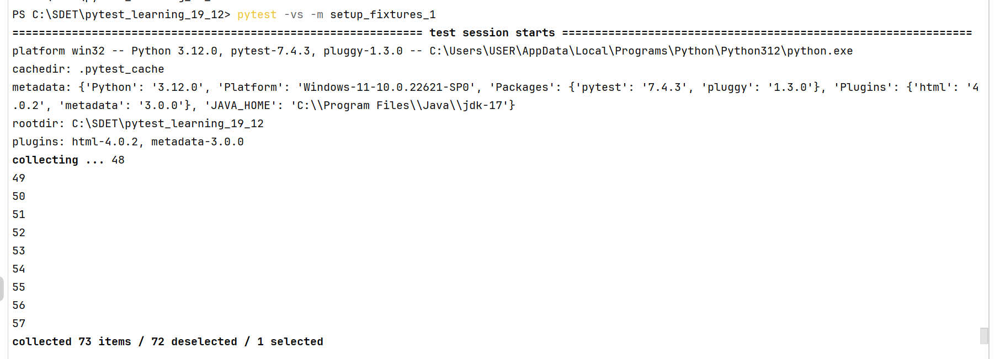 PS C:\SDET\pytest_learning_19_12> pytest -vs -m setup_fixtures_1
============================================================== test session starts ==============================================================
platform win32 -- Python 3.12.0, pytest-7.4.3, pluggy-1.3.0 -- C:\Users\USER\AppData\Local\Programs\Python\Python312\python.exe
cachedir: .pytest_cache
metadata: {'Python': '3.12.0', 'Platform': 'Windows-11-10.0.22621-SP0', 'Packages': {'pytest': '7.4.3', 'pluggy': '1.3.0'}, 'Plugins': {'html': '4
.0.2', 'metadata': '3.0.0'}, 'JAVA_HOME': 'C:\\Program Files\\Java\\jdk-17'}
rootdir: C:\SDET\pytest_learning_19_12
plugins: html-4.0.2, metadata-3.0.0
collecting ... 48
49
50
51
52
53
54
55
56
57
collected 73 items / 72 deselected / 1 selected